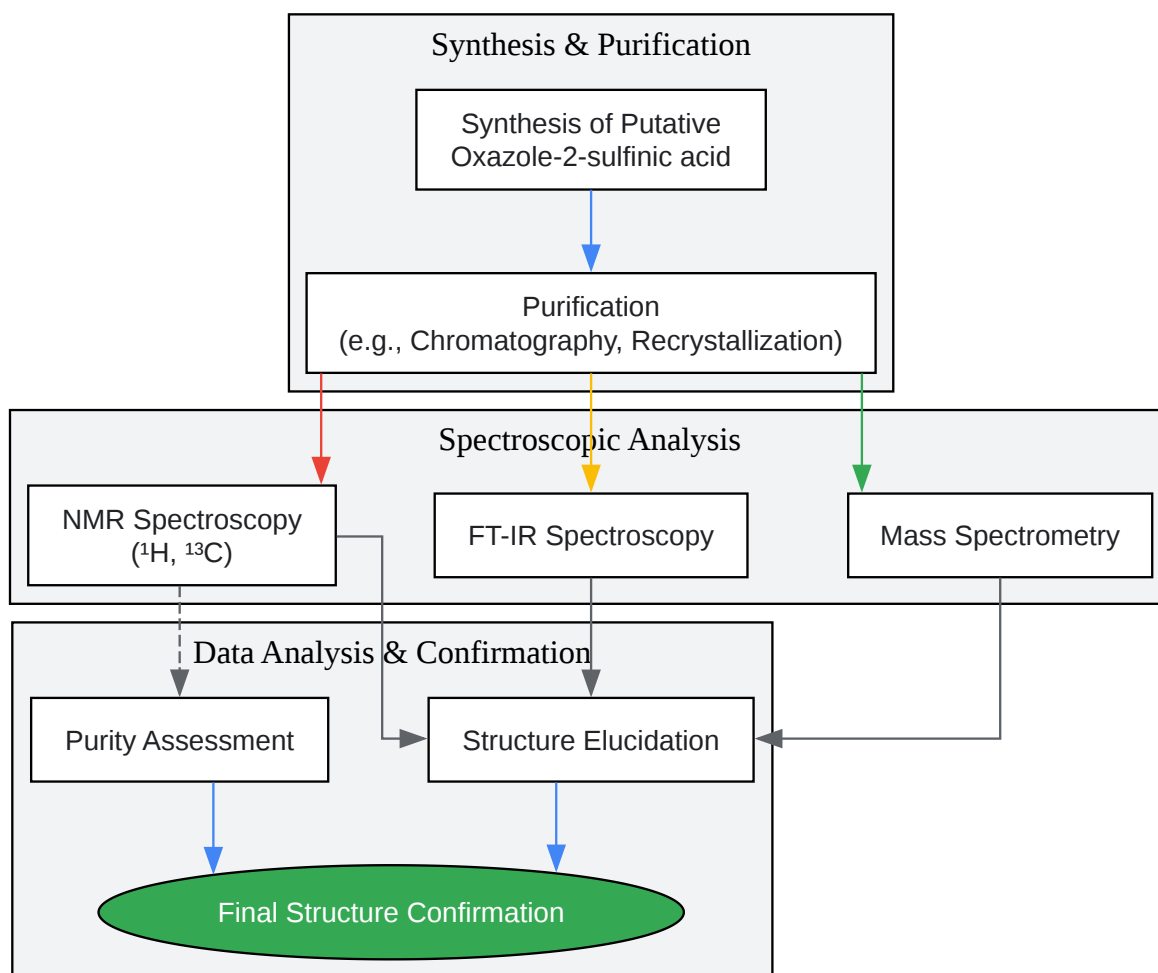 Synthesis & Purification
Synthesis of Putative
Oxazole-2-sulfinic acid
Purification
(e.g., Chromatography, Recrystallization)
Spectroscopic Analysis
NMR Spectroscopy
(¹H, ¹³C)
FT-IR Spectroscopy
Mass Spectrometry
Data Analysis & Confirmation
Purity Assessment
Structure Elucidation
Final Structure Confirmation